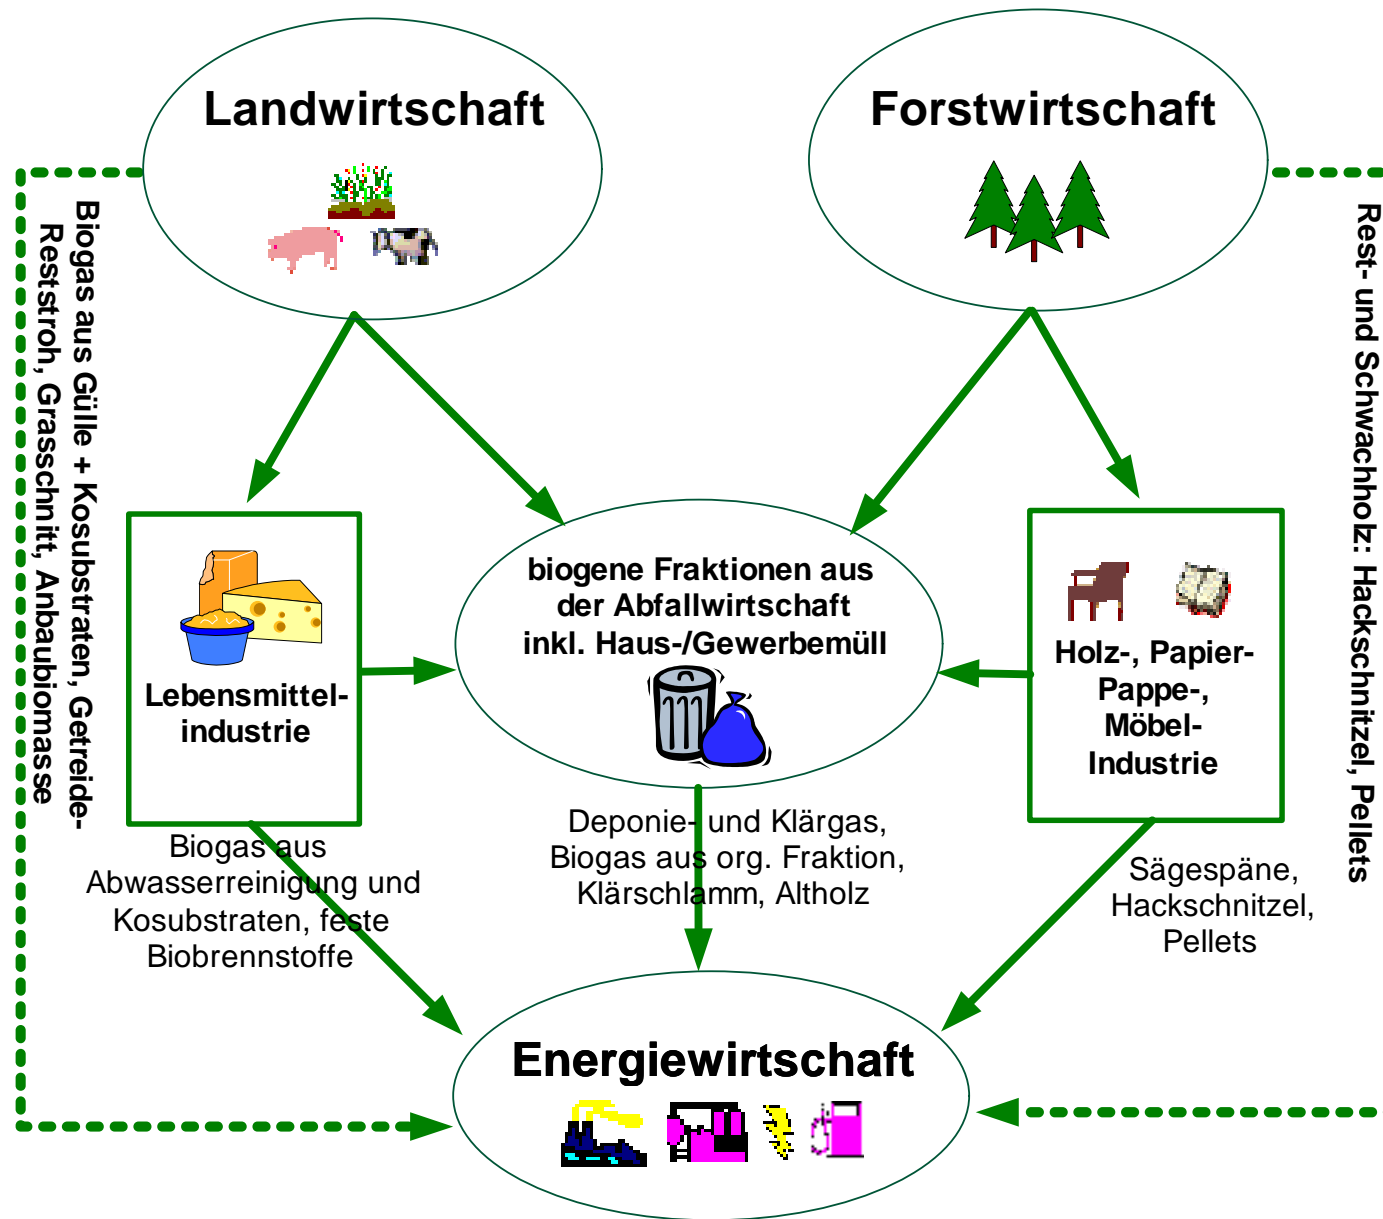 Landwirtschaft
Forstwirtschaft
Biogas aus Gülle + Kosubstraten, Getreide-
Reststroh, Grasschnitt, Anbaubiomasse
Rest- und Schwachholz: Hackschnitzel, Pellets
Lebensmittel-
industrie
biogene Fraktionen aus
der Abfallwirtschaft
inkl. Haus-/Gewerbemüll
Holz-, Papier-
Pappe-,
Möbel-
Industrie
Biogas aus
Abwasserreinigung und
Kosubstraten, feste
Biobrennstoffe
Deponie- und Klärgas,
Biogas aus org. Fraktion,
Klärschlamm, Altholz
Sägespäne,
Hackschnitzel,
Pellets
Energiewirtschaft